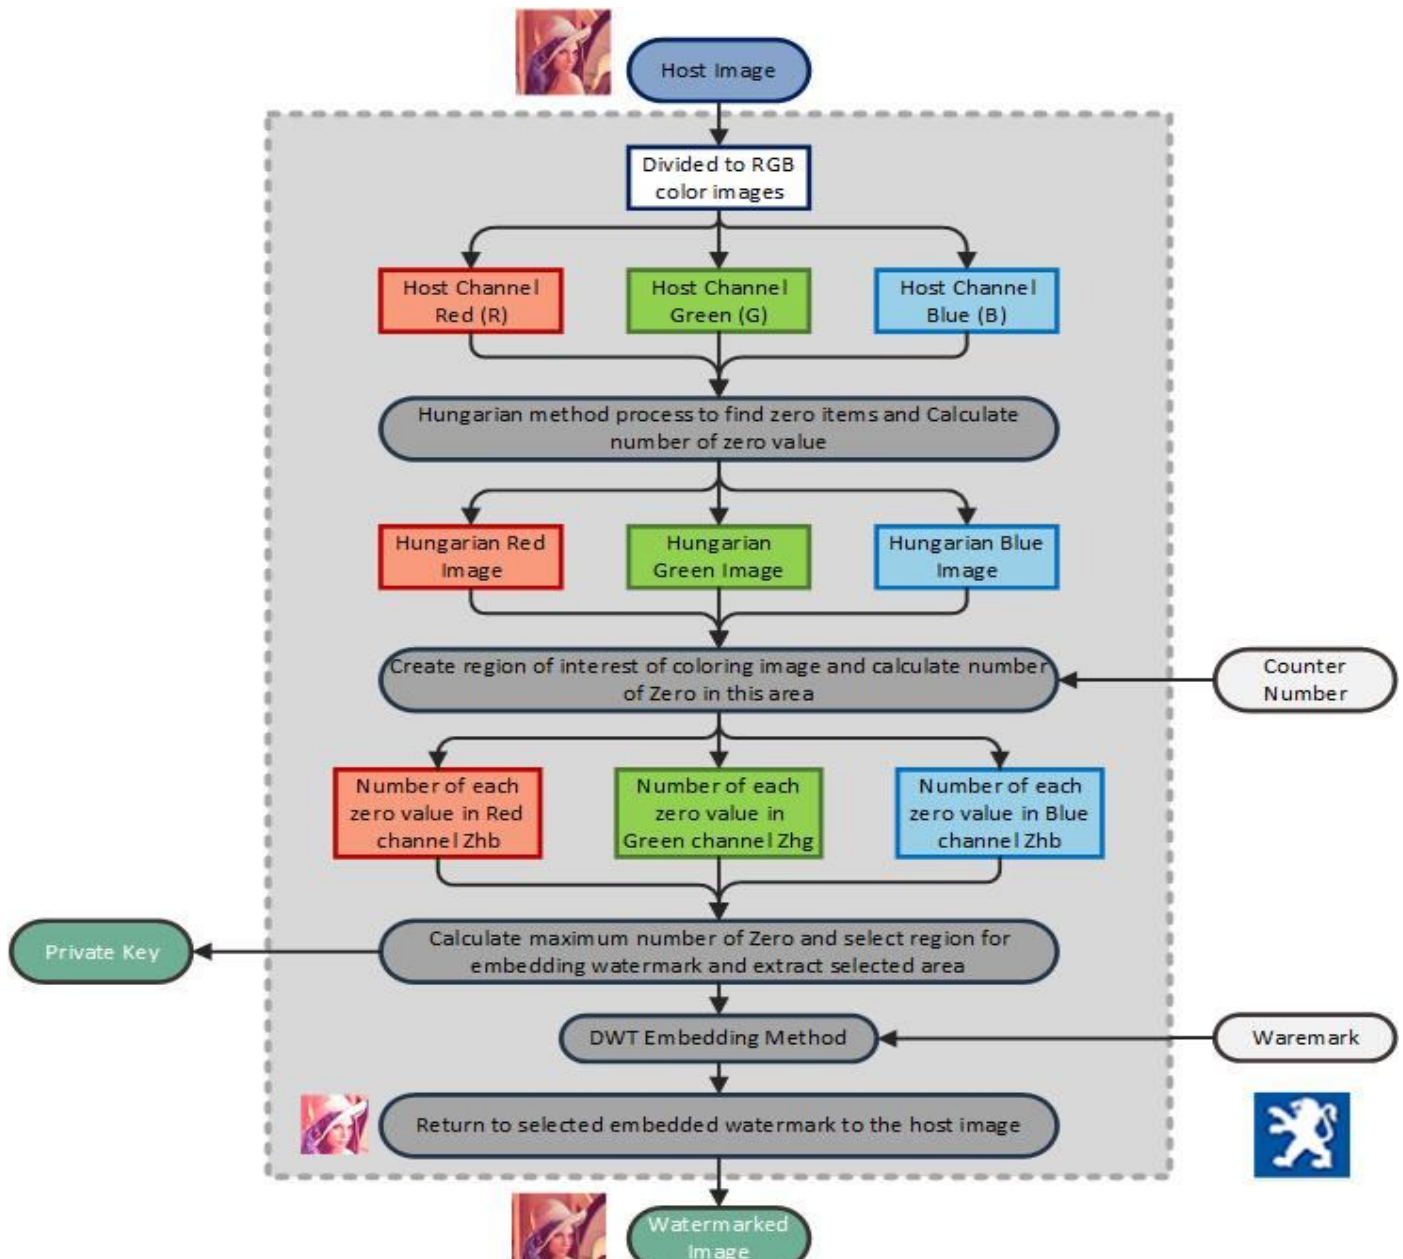 Host Image
Divided to RGB
color images
Host Channel
Red (R)
Host Channel
Green (G)
Host Channel
Blue (B)
Hungarian method process to find zero items and Calculate
number of zero value
Hungarian Red
Image
Hungarian
Green Image
Hungarian Blue
Image
Create region of interest of coloring image and calculate number
of Zero in this area
Counter
Number
Number of each
zero value in Red
channel Zhb
Number of each
zero value in
Green channel Zhg
Number of each
zero value in Blue
channel Zhb
Private Key
Calculate maximum number of Zero and select region for
embedding watermark and extract selected area
DWT Embedding Method
Waremark
Return to selected embedded watermark to the host image
Watermarked
Image